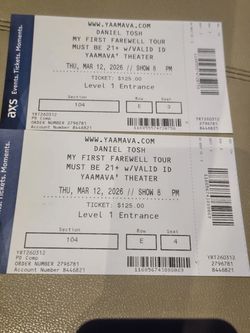 axs Events. Tickets. Moments.
WWW.YAAMAVA.COM
DANIEL TOSH
MY FIRST FAREWELL TOUR
MUST BE 21+ W/VALID ID
YAAMAVA' THEATER
THU, MAR 12, 2026 // SHOW 8 PM
TICKET: $125.00
Level 1 Entrance
Section
Row
Seat
104
E
3
YBT260312
PD Comp
ORDER NUMBER 2796781
Account Number 8446821
axs Events. Tickets. Moments.
WWW.YAAMAVA.COM
DANIEL TOSH
MY FIRST FAREWELL TOUR
MUST BE 21+ W/VALID ID
YAAMAVA' THEATER
THU, MAR 12, 2026 // SHOW 8 PM
TICKET: $125.00
Level 1 Entrance
Section
Row
Seat
104
E
4
YBT260312
PD Comp
ORDER NUMBER 2796781
Account Number 8446821